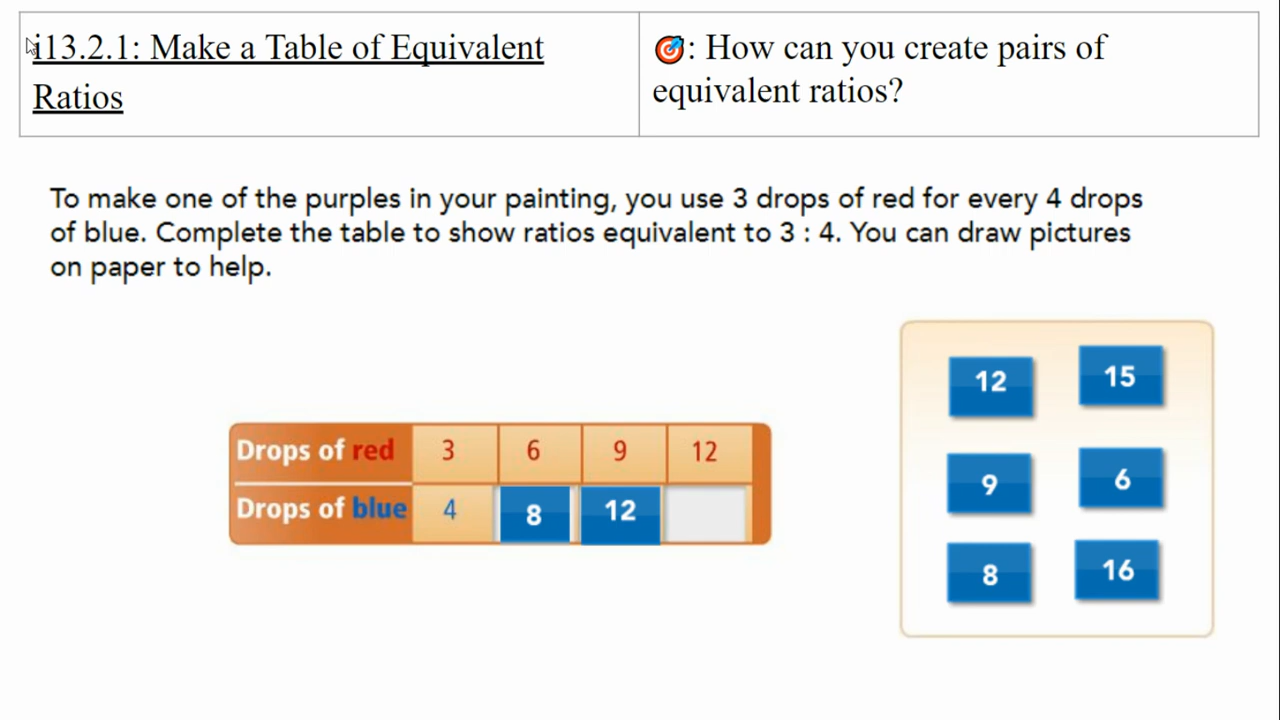 i13.2.1: Make a Table of Equivalent
Ratios
🎯: How can you create pairs of
equivalent ratios?
To make one of the purples in your painting, you use 3 drops of red for every 4 drops
of blue. Complete the table to show ratios equivalent to 3 : 4. You can draw pictures
on paper to help.
Drops of red 3 6 9 12
Drops of blue 4 8 12
12 15
9 6
8 16